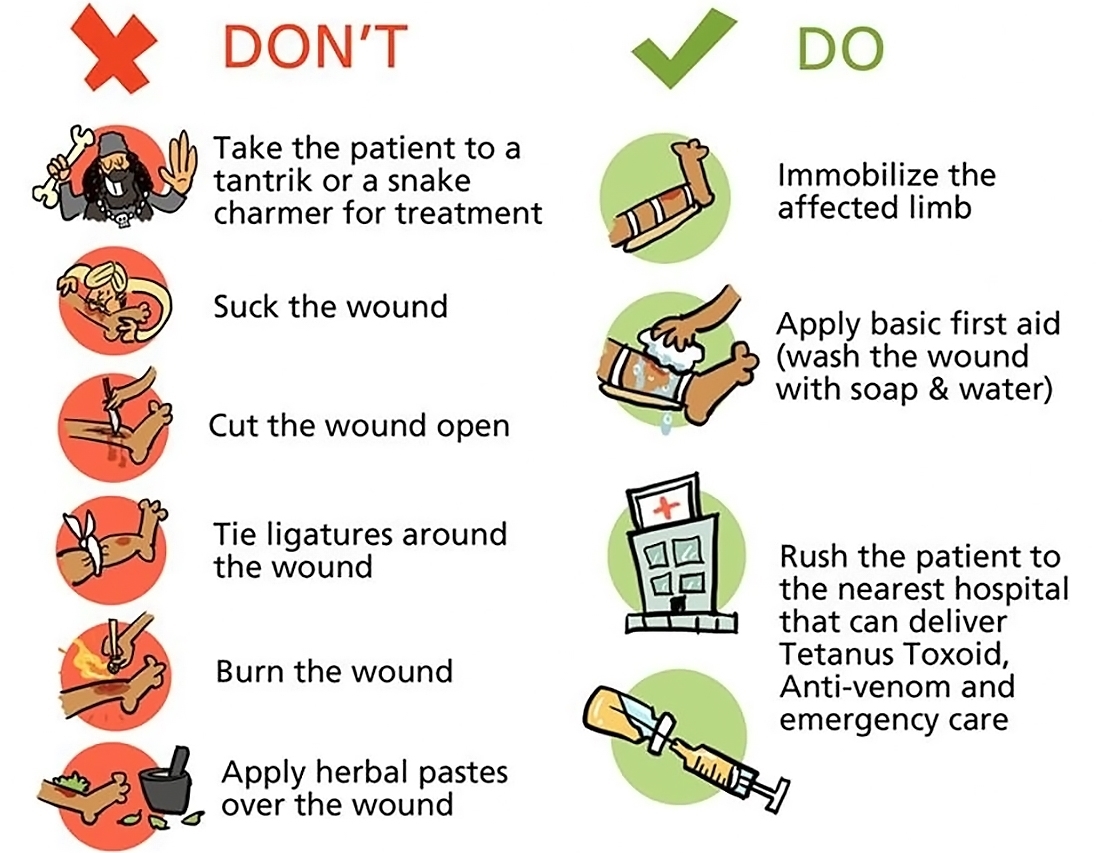 DON'T
Take the patient to a
tantrik or a snake
charmer for treatment
Suck the wound
Cut the wound open
Tie ligatures around
the wound
Burn the wound
Apply herbal pastes
over the wound
DO
Immobilize the
affected limb
Apply basic first aid
(wash the wound
with soap & water)
Rush the patient to
the nearest hospital
that can deliver
Tetanus Toxoid,
Anti-venom and
emergency care